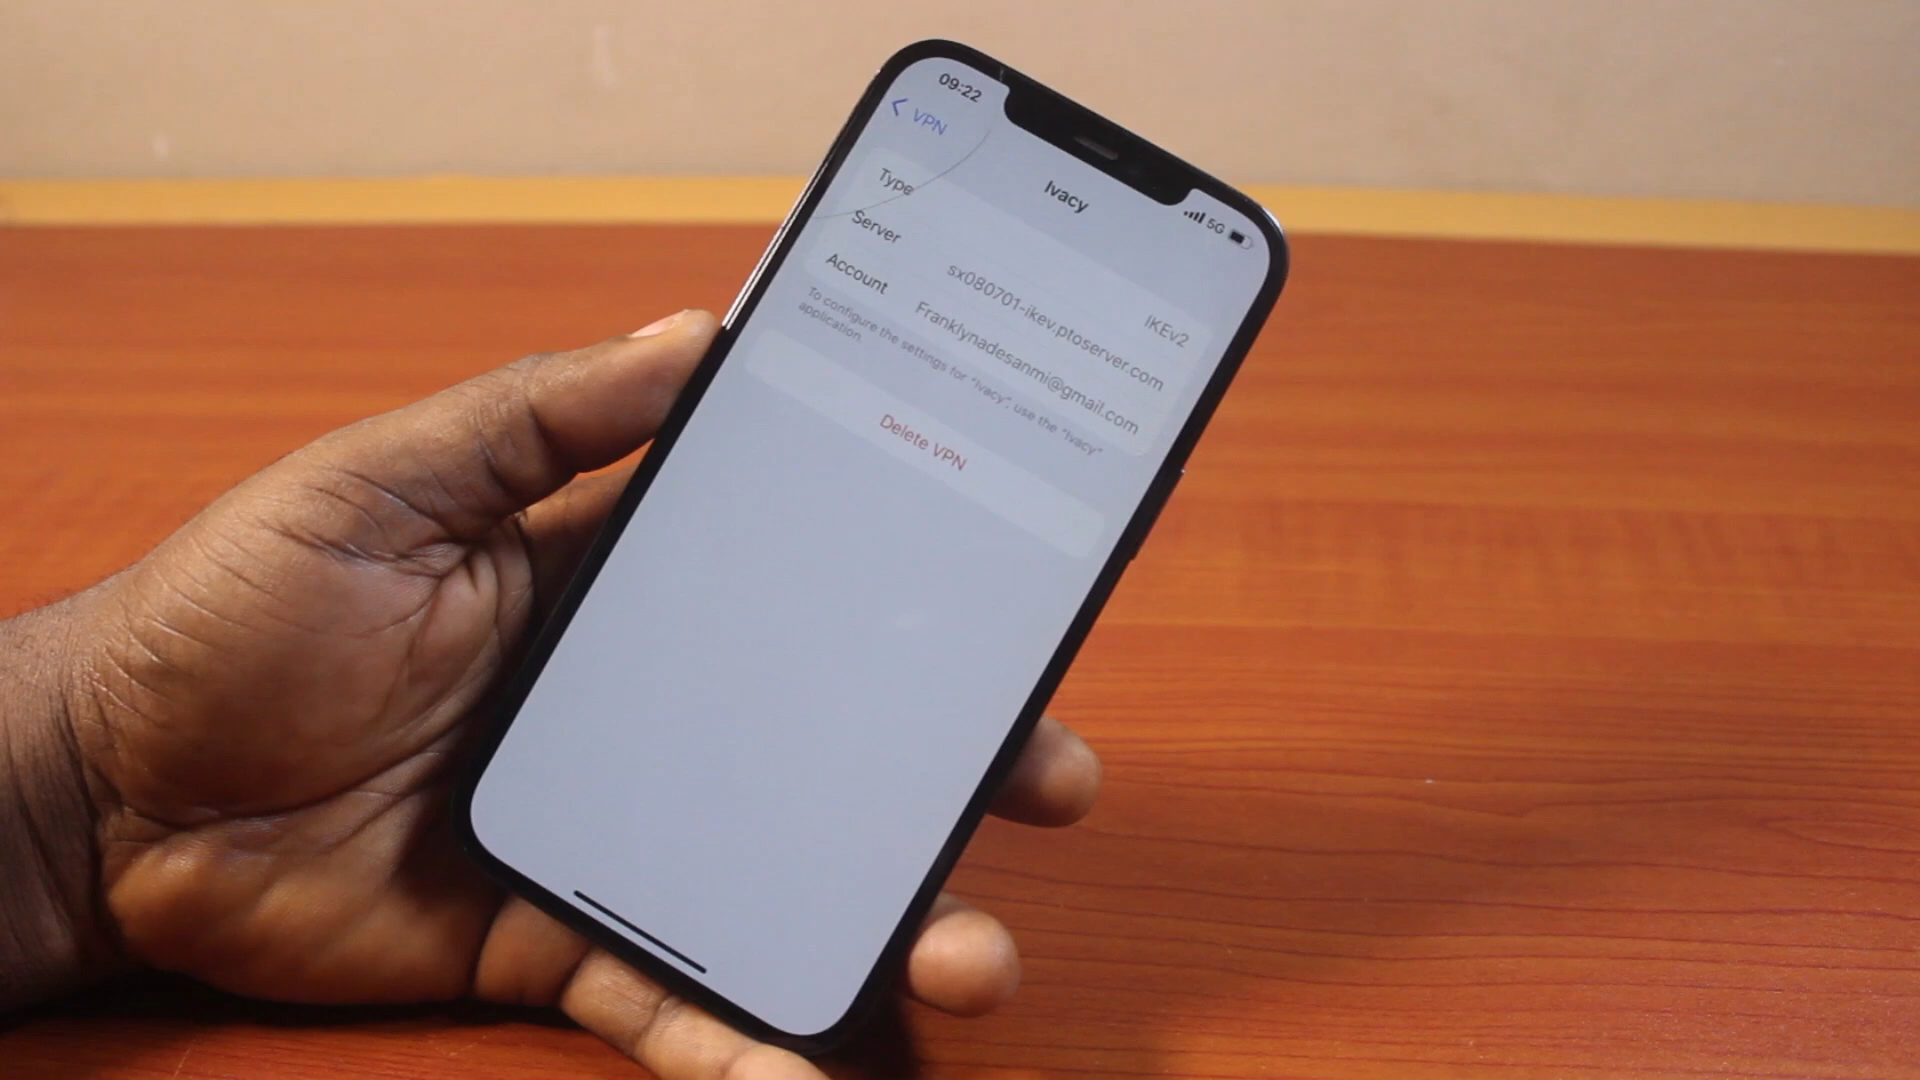 09:22
5G
VPN
Ivacy
Type IKEv2
Server sx080701-ikev.ptoserver.com
Account Franklynadesanmi@gmail.com
To configure the settings for "Ivacy", use the "Ivacy"
application.
Delete VPN